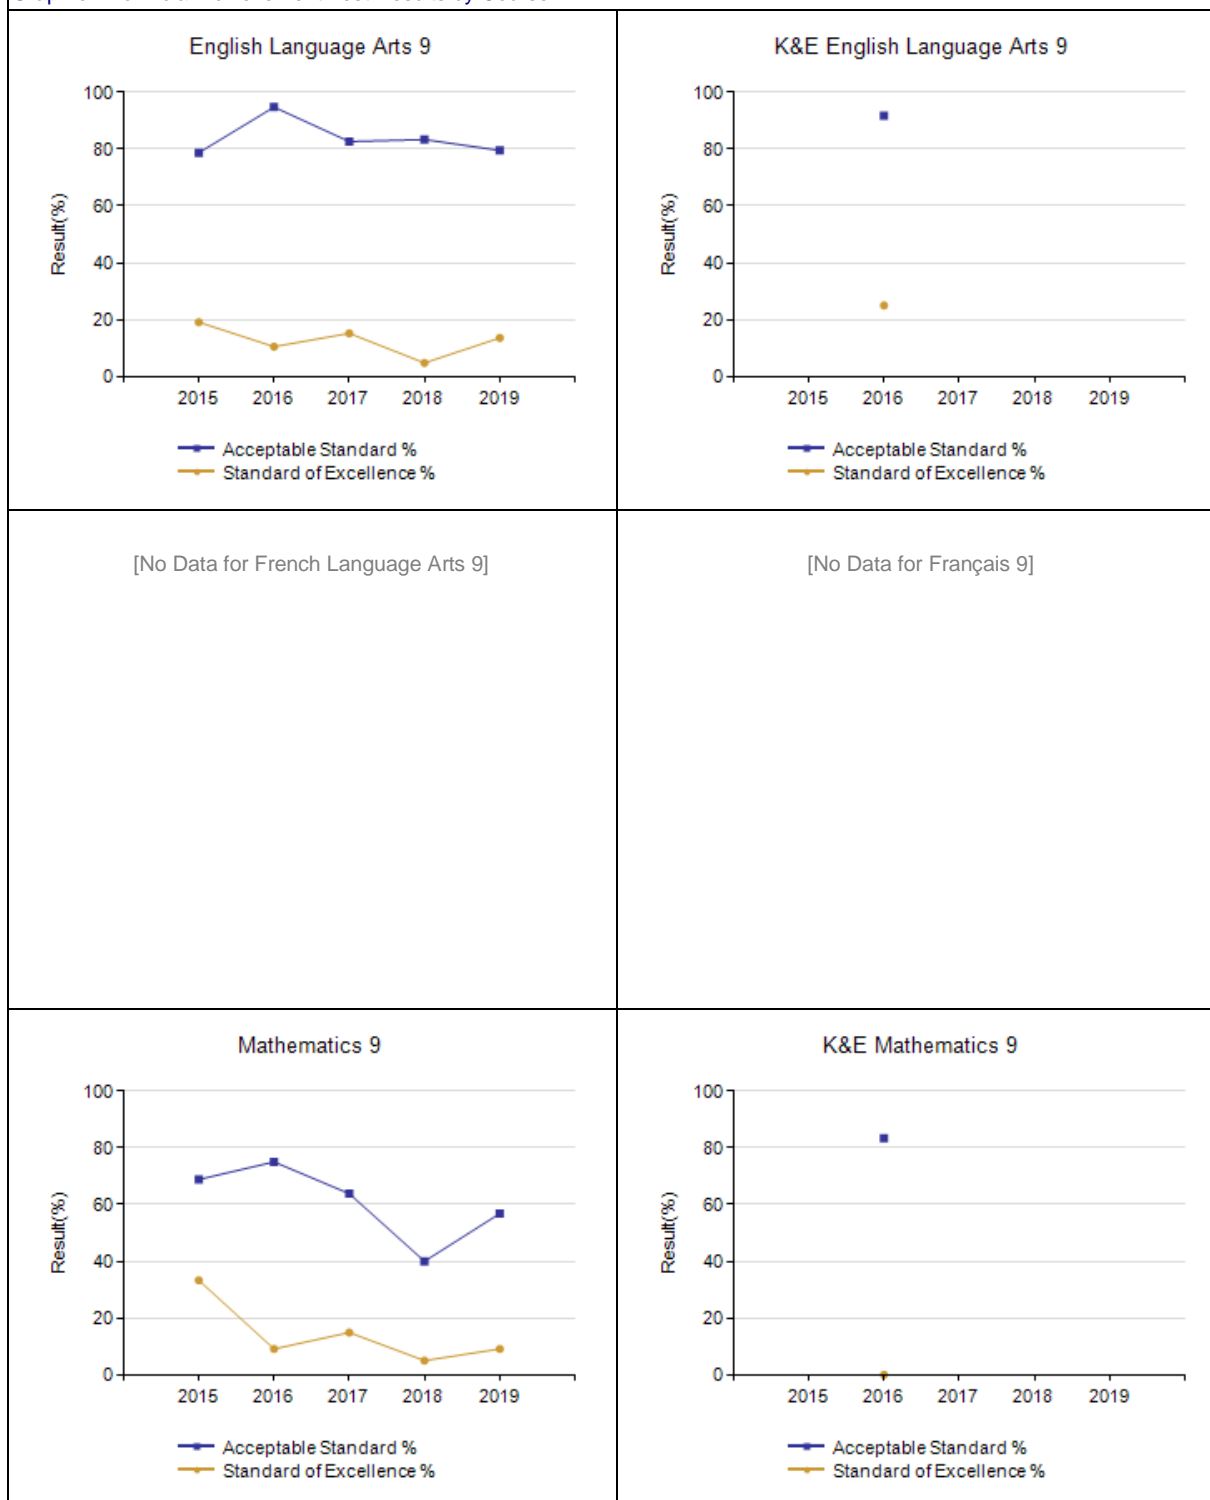 English Language Arts 9
100
80
60
40
20
0
Result(%)
2015 2016 2017 2018 2019
Acceptable Standard %
Standard of Excellence %
K&E English Language Arts 9
100
80
60
40
20
0
Result(%)
2015 2016 2017 2018 2019
Acceptable Standard %
Standard of Excellence %
[No Data for French Language Arts 9]
[No Data for Français 9]
Mathematics 9
100
80
60
40
20
0
Result(%)
2015 2016 2017 2018 2019
Acceptable Standard %
Standard of Excellence %
K&E Mathematics 9
100
80
60
40
20
0
Result(%)
2015 2016 2017 2018 2019
Acceptable Standard %
Standard of Excellence %